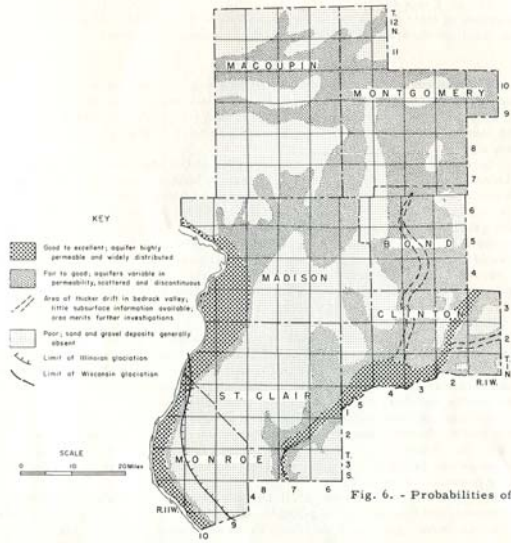 T.
12
N.
11
MACOUPIN
MONTGOMERY
10
9
8
7
KEY
6
Good to excellent; aquifer highly
permeable and widely distributed
BOND
5
Fair to good; aquifers variable in
permeability, scattered and discontinuous
MADISON
4
Area of thicker drift in bedrock valley;
little subsurface information available;
area merits further investigations
CLINTON
3
2
Poor; sand and gravel deposits generally
absent
T.
1
N.
Limit of Illinoian glaciation
2
R.1W.
Limit of Wisconsin glaciation
3
4
5
ST. CLAIR
1
2
SCALE
0 10 20 Miles
MONROE
T.
3
S.
4
8
7
6
Fig. 6. - Probabilities of
R.11W.
9
10